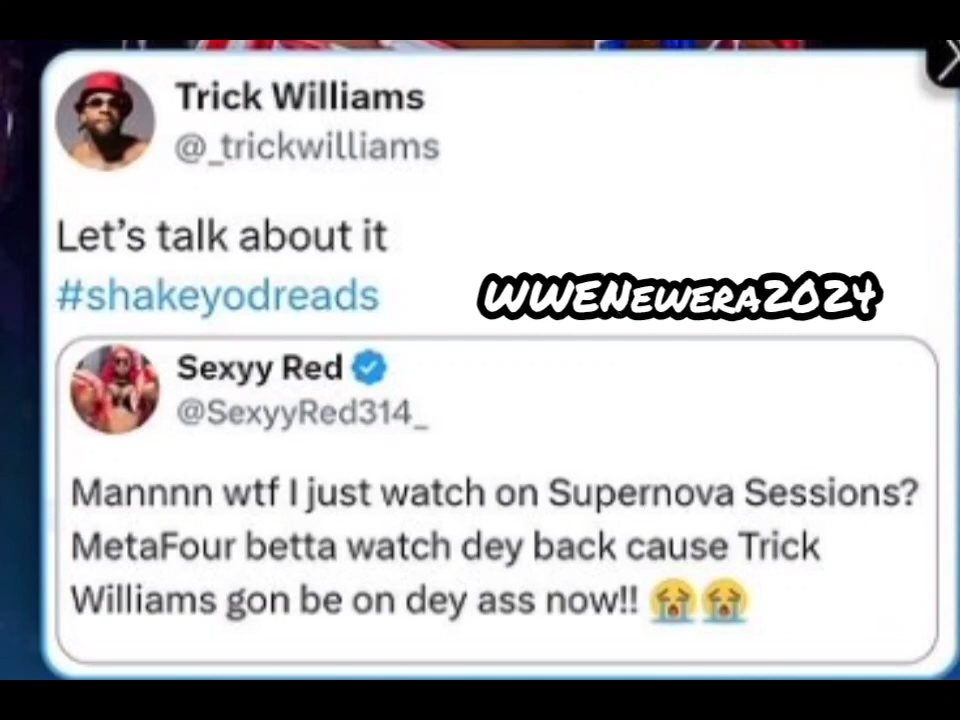 Trick Williams
@_trickwilliams
Let's talk about it
#shakeyodreads
WWENewera2024
Sexyy Red
@SexyyRed314_
Mannnn wtf I just watch on Supernova Sessions?
MetaFour betta watch dey back cause Trick
Williams gon be on dey ass now!! 😭😭